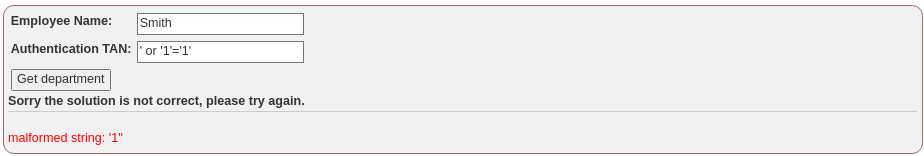 Employee Name: Smith
Authentication TAN: ' or '1'='1'
Get department
Sorry the solution is not correct, please try again.
malformed string: '1''